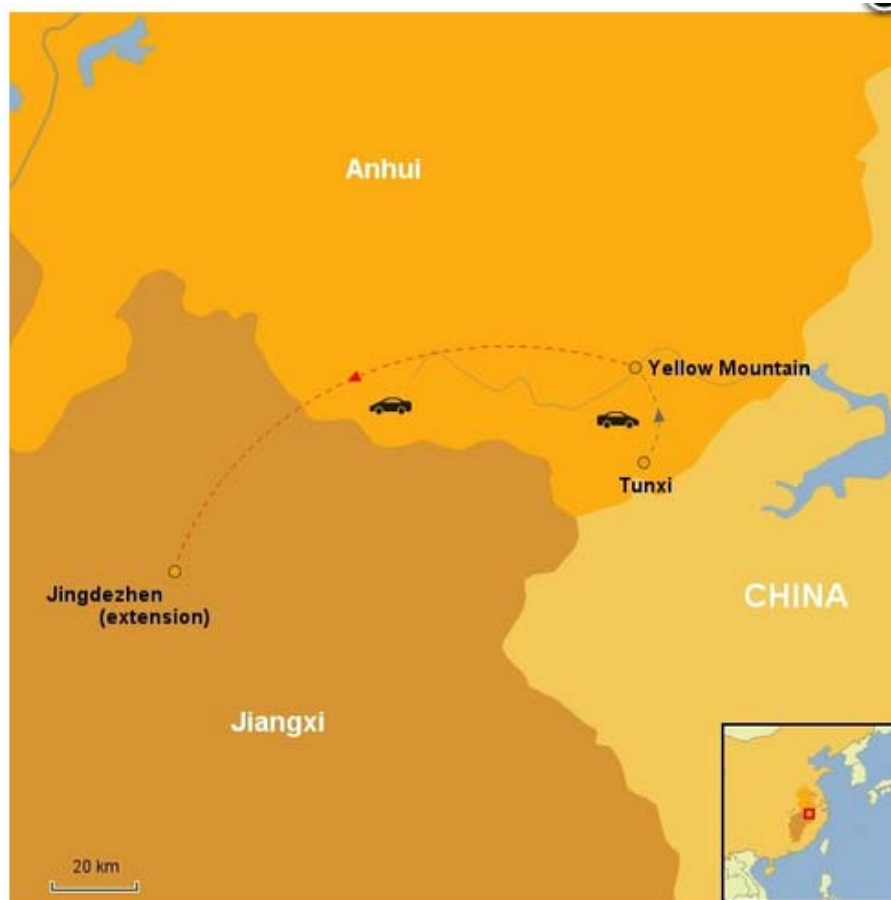 Anhui
Yellow Mountain
Tunxi
Jingdezhen
(extension)
CHINA
Jiangxi
20 km